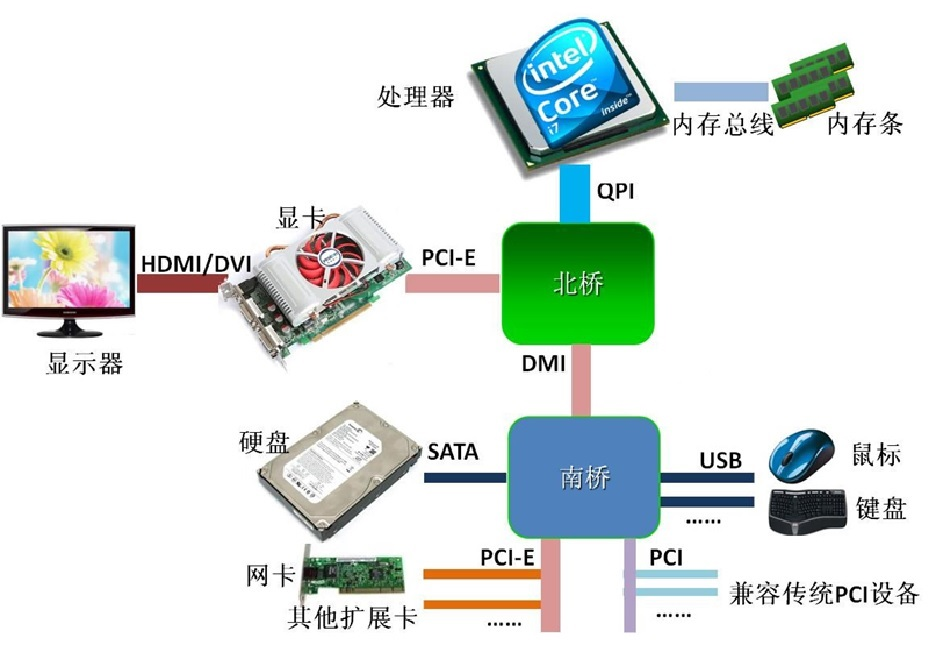 处理器
intel
Core™
i7
inside™
内存总线
内存条
QPI
显卡
HDMI/DVI
PCI-E
北桥
显示器
DMI
硬盘
SATA
南桥
USB
鼠标
键盘
......
网卡
PCI-E
PCI
其他扩展卡
......
兼容传统PCI设备
......